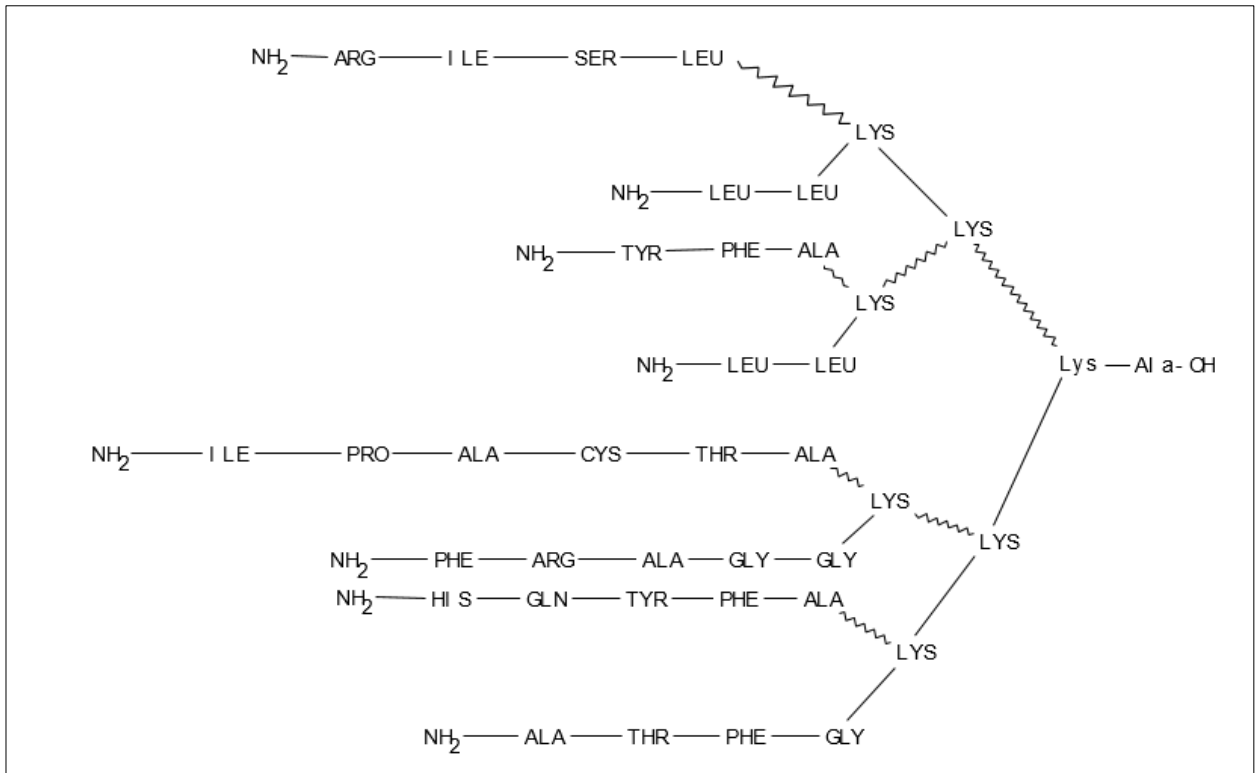 NH2 ARG ILE SER LEU
LYS
NH2 LEU LEU
LYS
NH2 TYR PHE ALA
LYS
NH2 LEU LEU
Lys Ala-OH
NH2 ILE PRO ALA CYS THR ALA
LYS
LYS
NH2 PHE ARG ALA GLY GLY
NH2 HIS GLN TYR PHE ALA
LYS
NH2 ALA THR PHE GLY